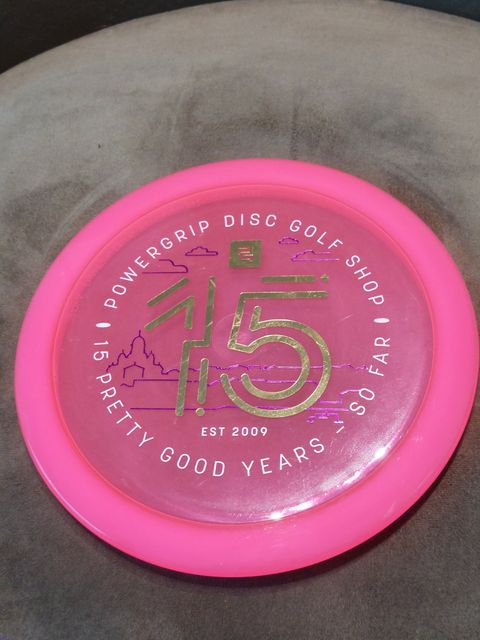 POWERGRIP DISC GOLF SHOP
15
EST 2009
15 PRETTY GOOD YEARS – SO FAR